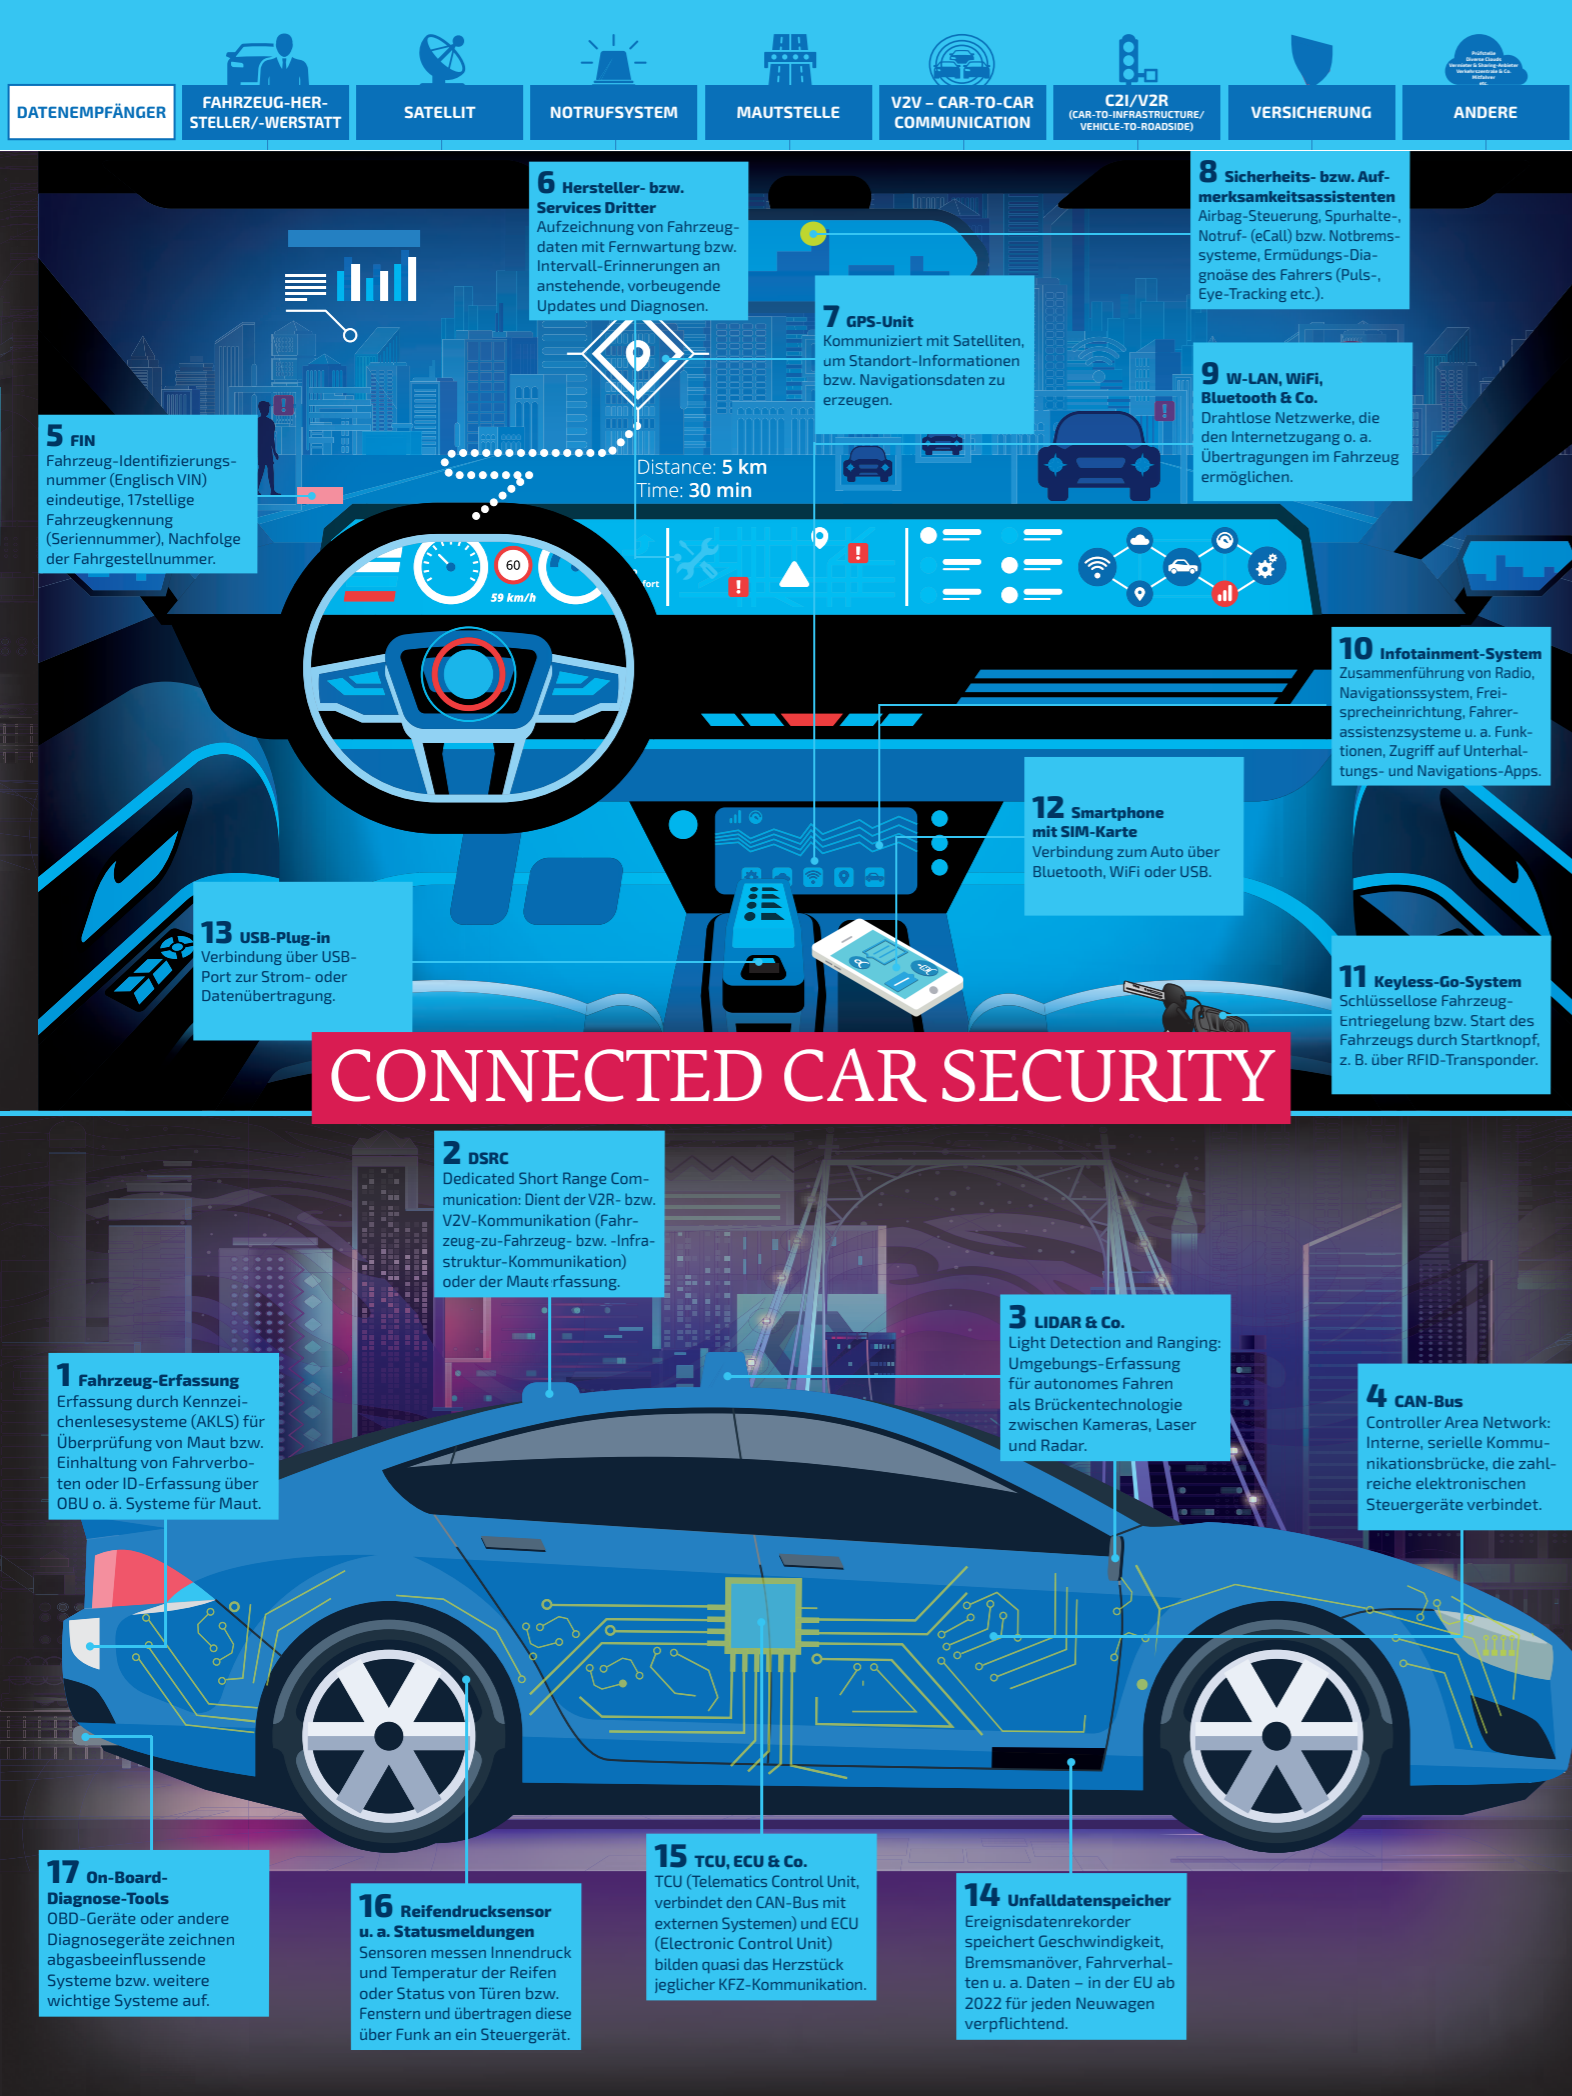 DATENEMPFÄNGER
FAHRZEUG-HER-
STELLER/-WERSTATT
SATELLIT
NOTRUFSYSTEM
MAUTSTELLE
V2V – CAR-TO-CAR
COMMUNICATION
C2I/V2R
(CAR-TO-INFRASTRUCTURE/
VEHICLE-TO-ROADSIDE)
VERSICHERUNG
Prüfstelle
Diverse Clouds
Vermieter & Sharing-Anbieter
Verkehrszentrale & Co.
Mitfahrer
ANDERE
6 Hersteller- bzw.
Services Dritter
Aufzeichnung von Fahrzeug-
daten mit Fernwartung bzw.
Intervall-Erinnerungen an
anstehende, vorbeugende
Updates und Diagnosen.
8 Sicherheits- bzw. Auf-
merksamkeitsassistenten
Airbag-Steuerung, Spurhalte-,
Notruf- (eCall) bzw. Notbrems-
systeme, Ermüdungs-Dia-
gnoäse des Fahrers (Puls-,
Eye-Tracking etc.).
7 GPS-Unit
Kommuniziert mit Satelliten,
um Standort-Informationen
bzw. Navigationsdaten zu
erzeugen.
9 W-LAN, WiFi,
Bluetooth & Co.
Drahtlose Netzwerke, die
den Internetzugang o. a.
Übertragungen im Fahrzeug
ermöglichen.
5 FIN
Fahrzeug-Identifizierungs-
nummer (Englisch VIN)
eindeutige, 17stellige
Fahrzeugkennung
(Seriennummer), Nachfolge
der Fahrgestellnummer.
Distance: 5 km
Time: 30 min
60
59 km/h
fort
10 Infotainment-System
Zusammenführung von Radio,
Navigationssystem, Frei-
sprecheinrichtung, Fahrer-
assistenzsysteme u. a. Funk-
tionen, Zugriff auf Unterhal-
tungs- und Navigations-Apps.
12 Smartphone
mit SIM-Karte
Verbindung zum Auto über
Bluetooth, WiFi oder USB.
13 USB-Plug-in
Verbindung über USB-
Port zur Strom- oder
Datenübertragung.
11 Keyless-Go-System
Schlüssellose Fahrzeug-
Entriegelung bzw. Start des
Fahrzeugs durch Startknopf,
z. B. über RFID-Transponder.
CONNECTED CAR SECURITY
2 DSRC
Dedicated Short Range Com-
munication: Dient der V2R- bzw.
V2V-Kommunikation (Fahr-
zeug-zu-Fahrzeug- bzw. -Infra-
struktur-Kommunikation)
oder der Mauterfassung.
3 LIDAR & Co.
Light Detection and Ranging:
Umgebungs-Erfassung
für autonomes Fahren
als Brückentechnologie
zwischen Kameras, Laser
und Radar.
1 Fahrzeug-Erfassung
Erfassung durch Kennzei-
chenlesesysteme (AKLS) für
Überprüfung von Maut bzw.
Einhaltung von Fahrverbo-
ten oder ID-Erfassung über
OBU o. ä. Systeme für Maut.
4 CAN-Bus
Controller Area Network:
Interne, serielle Kommu-
nikationsbrücke, die zahl-
reiche elektronischen
Steuergeräte verbindet.
17 On-Board-
Diagnose-Tools
OBD-Geräte oder andere
Diagnosegeräte zeichnen
abgasbeeinflussende
Systeme bzw. weitere
wichtige Systeme auf.
16 Reifendrucksensor
u. a. Statusmeldungen
Sensoren messen Innendruck
und Temperatur der Reifen
oder Status von Türen bzw.
Fenstern und übertragen diese
über Funk an ein Steuergerät.
15 TCU, ECU & Co.
TCU (Telematics Control Unit,
verbindet den CAN-Bus mit
externen Systemen) und ECU
(Electronic Control Unit)
bilden quasi das Herzstück
jeglicher KFZ-Kommunikation.
14 Unfalldatenspeicher
Ereignisdatenrekorder
speichert Geschwindigkeit,
Bremsmanöver, Fahrverhal-
ten u. a. Daten – in der EU ab
2022 für jeden Neuwagen
verpflichtend.